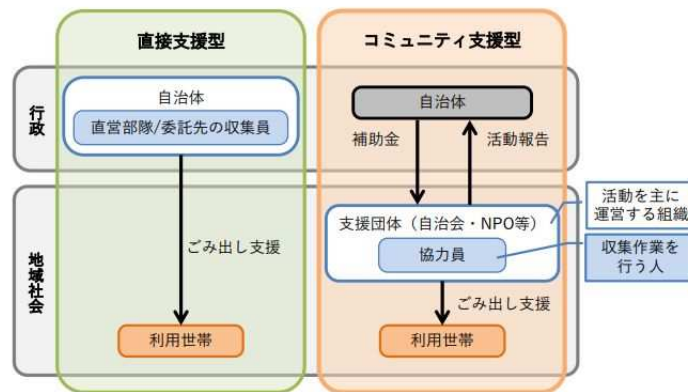 直接支援型
コミュニティ支援型
行政
自治体
直営部隊/委託先の収集員
自治体
補助金
活動報告
活動を主に
運営する組織
地域社会
ごみ出し支援
支援団体（自治会・NPO等）
協力員
収集作業を
行う人
ごみ出し支援
利用世帯
利用世帯